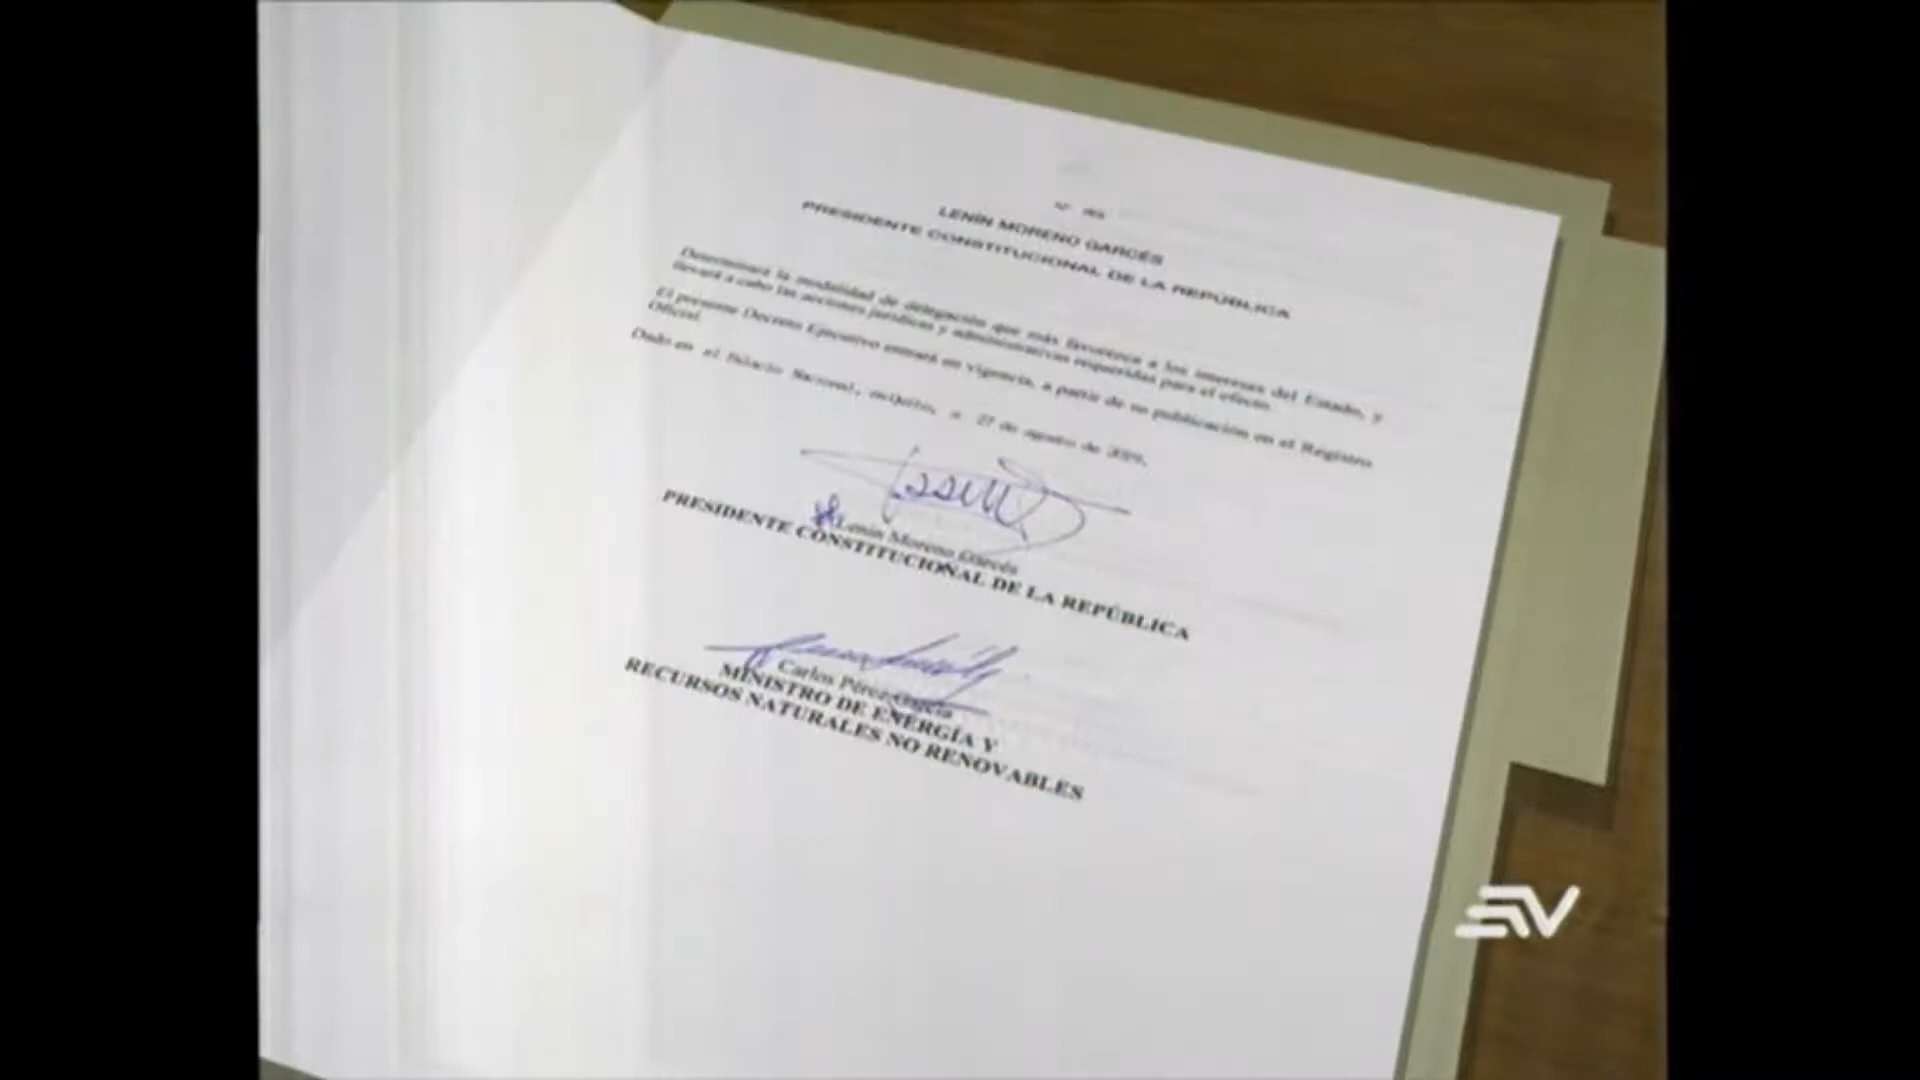 LENÍN MORENO GARCÉS
PRESIDENTE CONSTITUCIONAL DE LA REPÚBLICA
Determinará la modalidad de delegación que más favorezca a los intereses del Estado, y
llevará a cabo las acciones jurídicas y administrativas requeridas para el efecto.
El presente Decreto Ejecutivo entrará en vigencia, a partir de su publicación en el Registro
Oficial.
Dado en el Palacio Nacional, en Quito, a 27 de agosto de 2019.
Lenín Moreno Garcés
PRESIDENTE CONSTITUCIONAL DE LA REPÚBLICA
Carlos Pérez García
MINISTRO DE ENERGÍA Y
RECURSOS NATURALES NO RENOVABLES